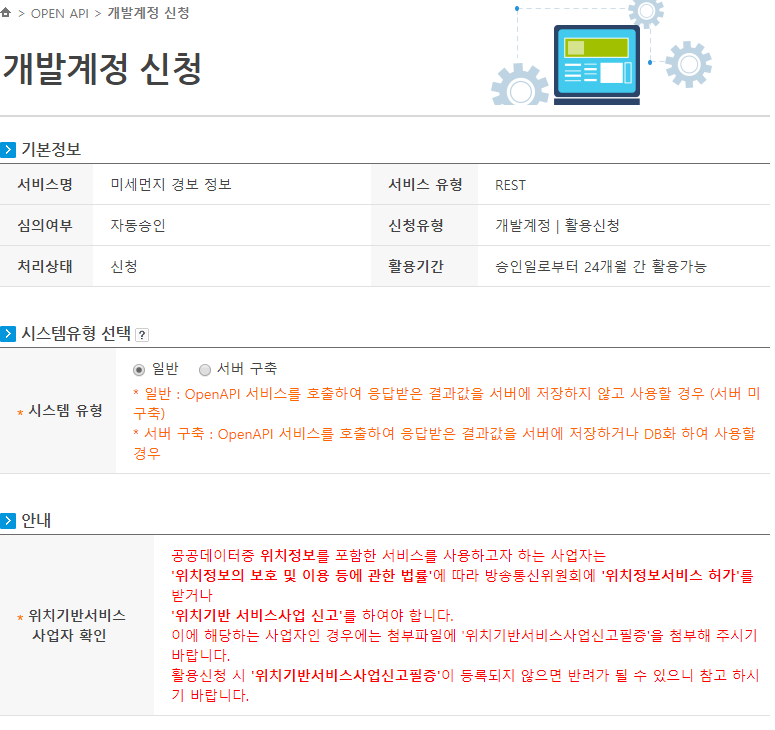 > OPEN API > 개발계정 신청
개발계정 신청
기본정보
서비스명 미세먼지 경보 정보 서비스 유형 REST
심의여부 자동승인 신청유형 개발계정 | 활용신청
처리상태 신청 활용기간 승인일로부터 24개월 간 활용가능
시스템유형 선택 ?
일반 서버 구축
* 일반 : OpenAPI 서비스를 호출하여 응답받은 결과값을 서버에 저장하지 않고 사용할 경우 (서버 미
* 시스템 유형
구축)
* 서버 구축 : OpenAPI 서비스를 호출하여 응답받은 결과값을 서버에 저장하거나 DB화 하여 사용할
경우
안내
공공데이터중 위치정보를 포함한 서비스를 사용하고자 하는 사업자는
'위치정보의 보호 및 이용 등에 관한 법률'에 따라 방송통신위원회에 '위치정보서비스 허가'를
받거나
* 위치기반서비스
사업자 확인
'위치기반 서비스사업 신고'를 하여야 합니다.
이에 해당하는 사업자인 경우에는 첨부파일에 '위치기반서비스사업신고필증'을 첨부해 주시기
바랍니다.
활용신청 시 '위치기반서비스사업신고필증'이 등록되지 않으면 반려가 될 수 있으니 참고 하시
기 바랍니다.